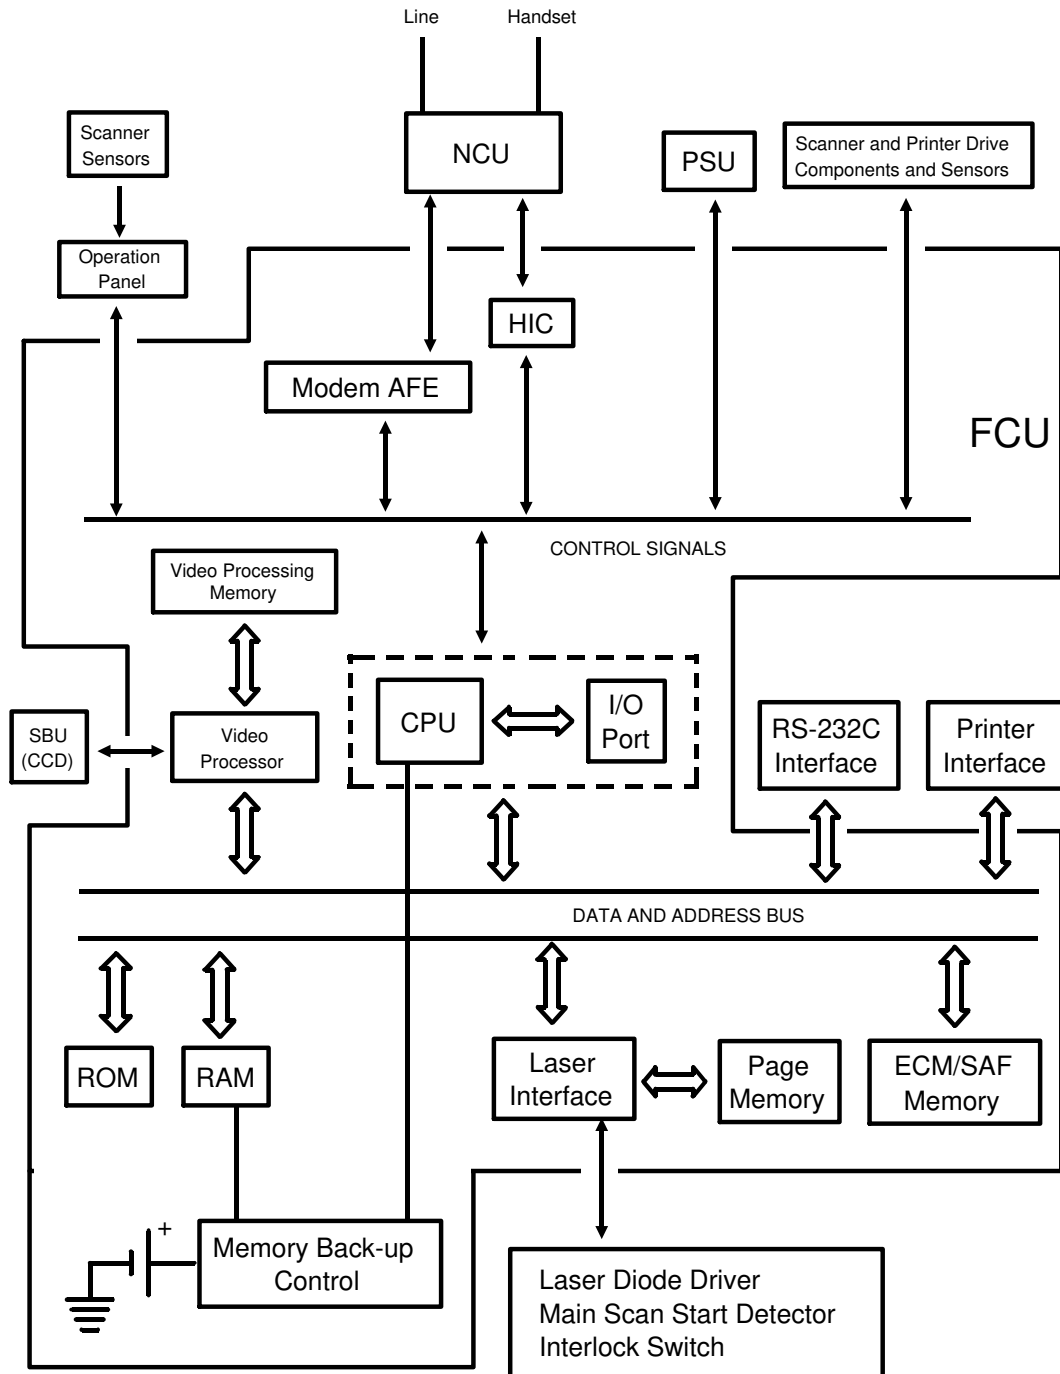 Line
Handset
Scanner
Sensors
NCU
PSU
Scanner and Printer Drive
Components and Sensors
Operation
Panel
HIC
Modem AFE
FCU
CONTROL SIGNALS
Video Processing
Memory
CPU
I/O
Port
SBU
(CCD)
Video
Processor
RS-232C
Interface
Printer
Interface
DATA AND ADDRESS BUS
ROM
RAM
Laser
Interface
Page
Memory
ECM/SAF
Memory
+
Memory Back-up
Control
Laser Diode Driver
Main Scan Start Detector
Interlock Switch